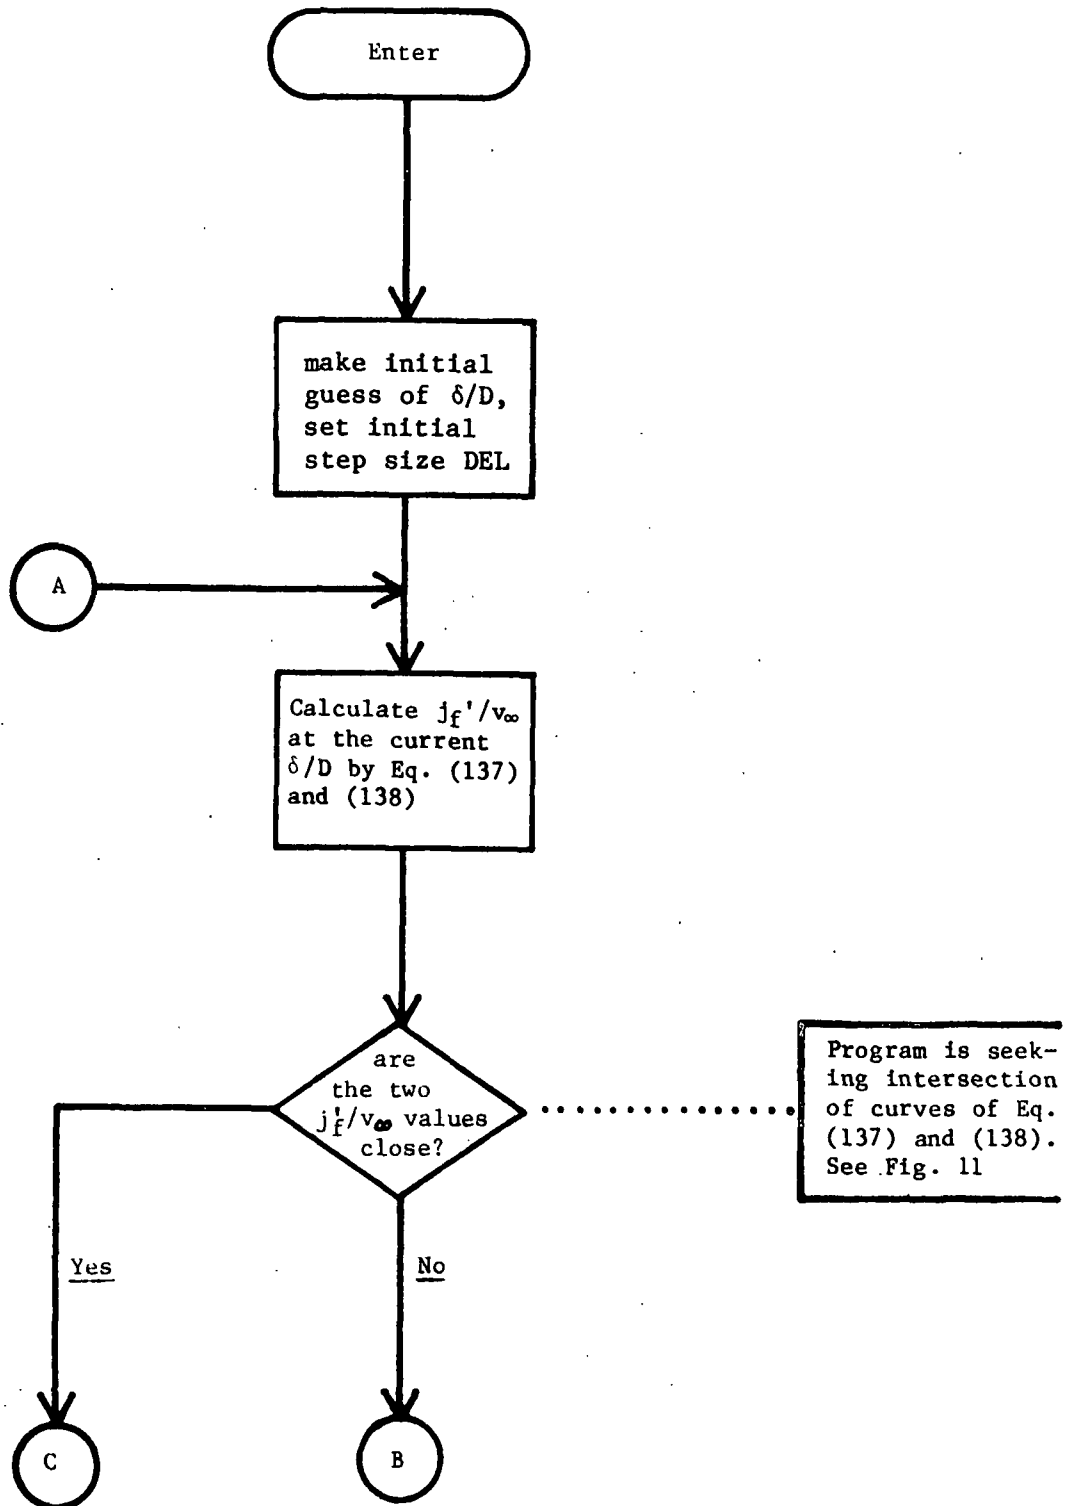 Enter
make initial
guess of δ/D,
set initial
step size DEL
A
Calculate j_f'/v_∞
at the current
δ/D by Eq. (137)
and (138)
are
the two
j_f'/v_∞ values
close?
Program is seek-
ing intersection
of curves of Eq.
(137) and (138).
See Fig. 11
Yes
No
C
B